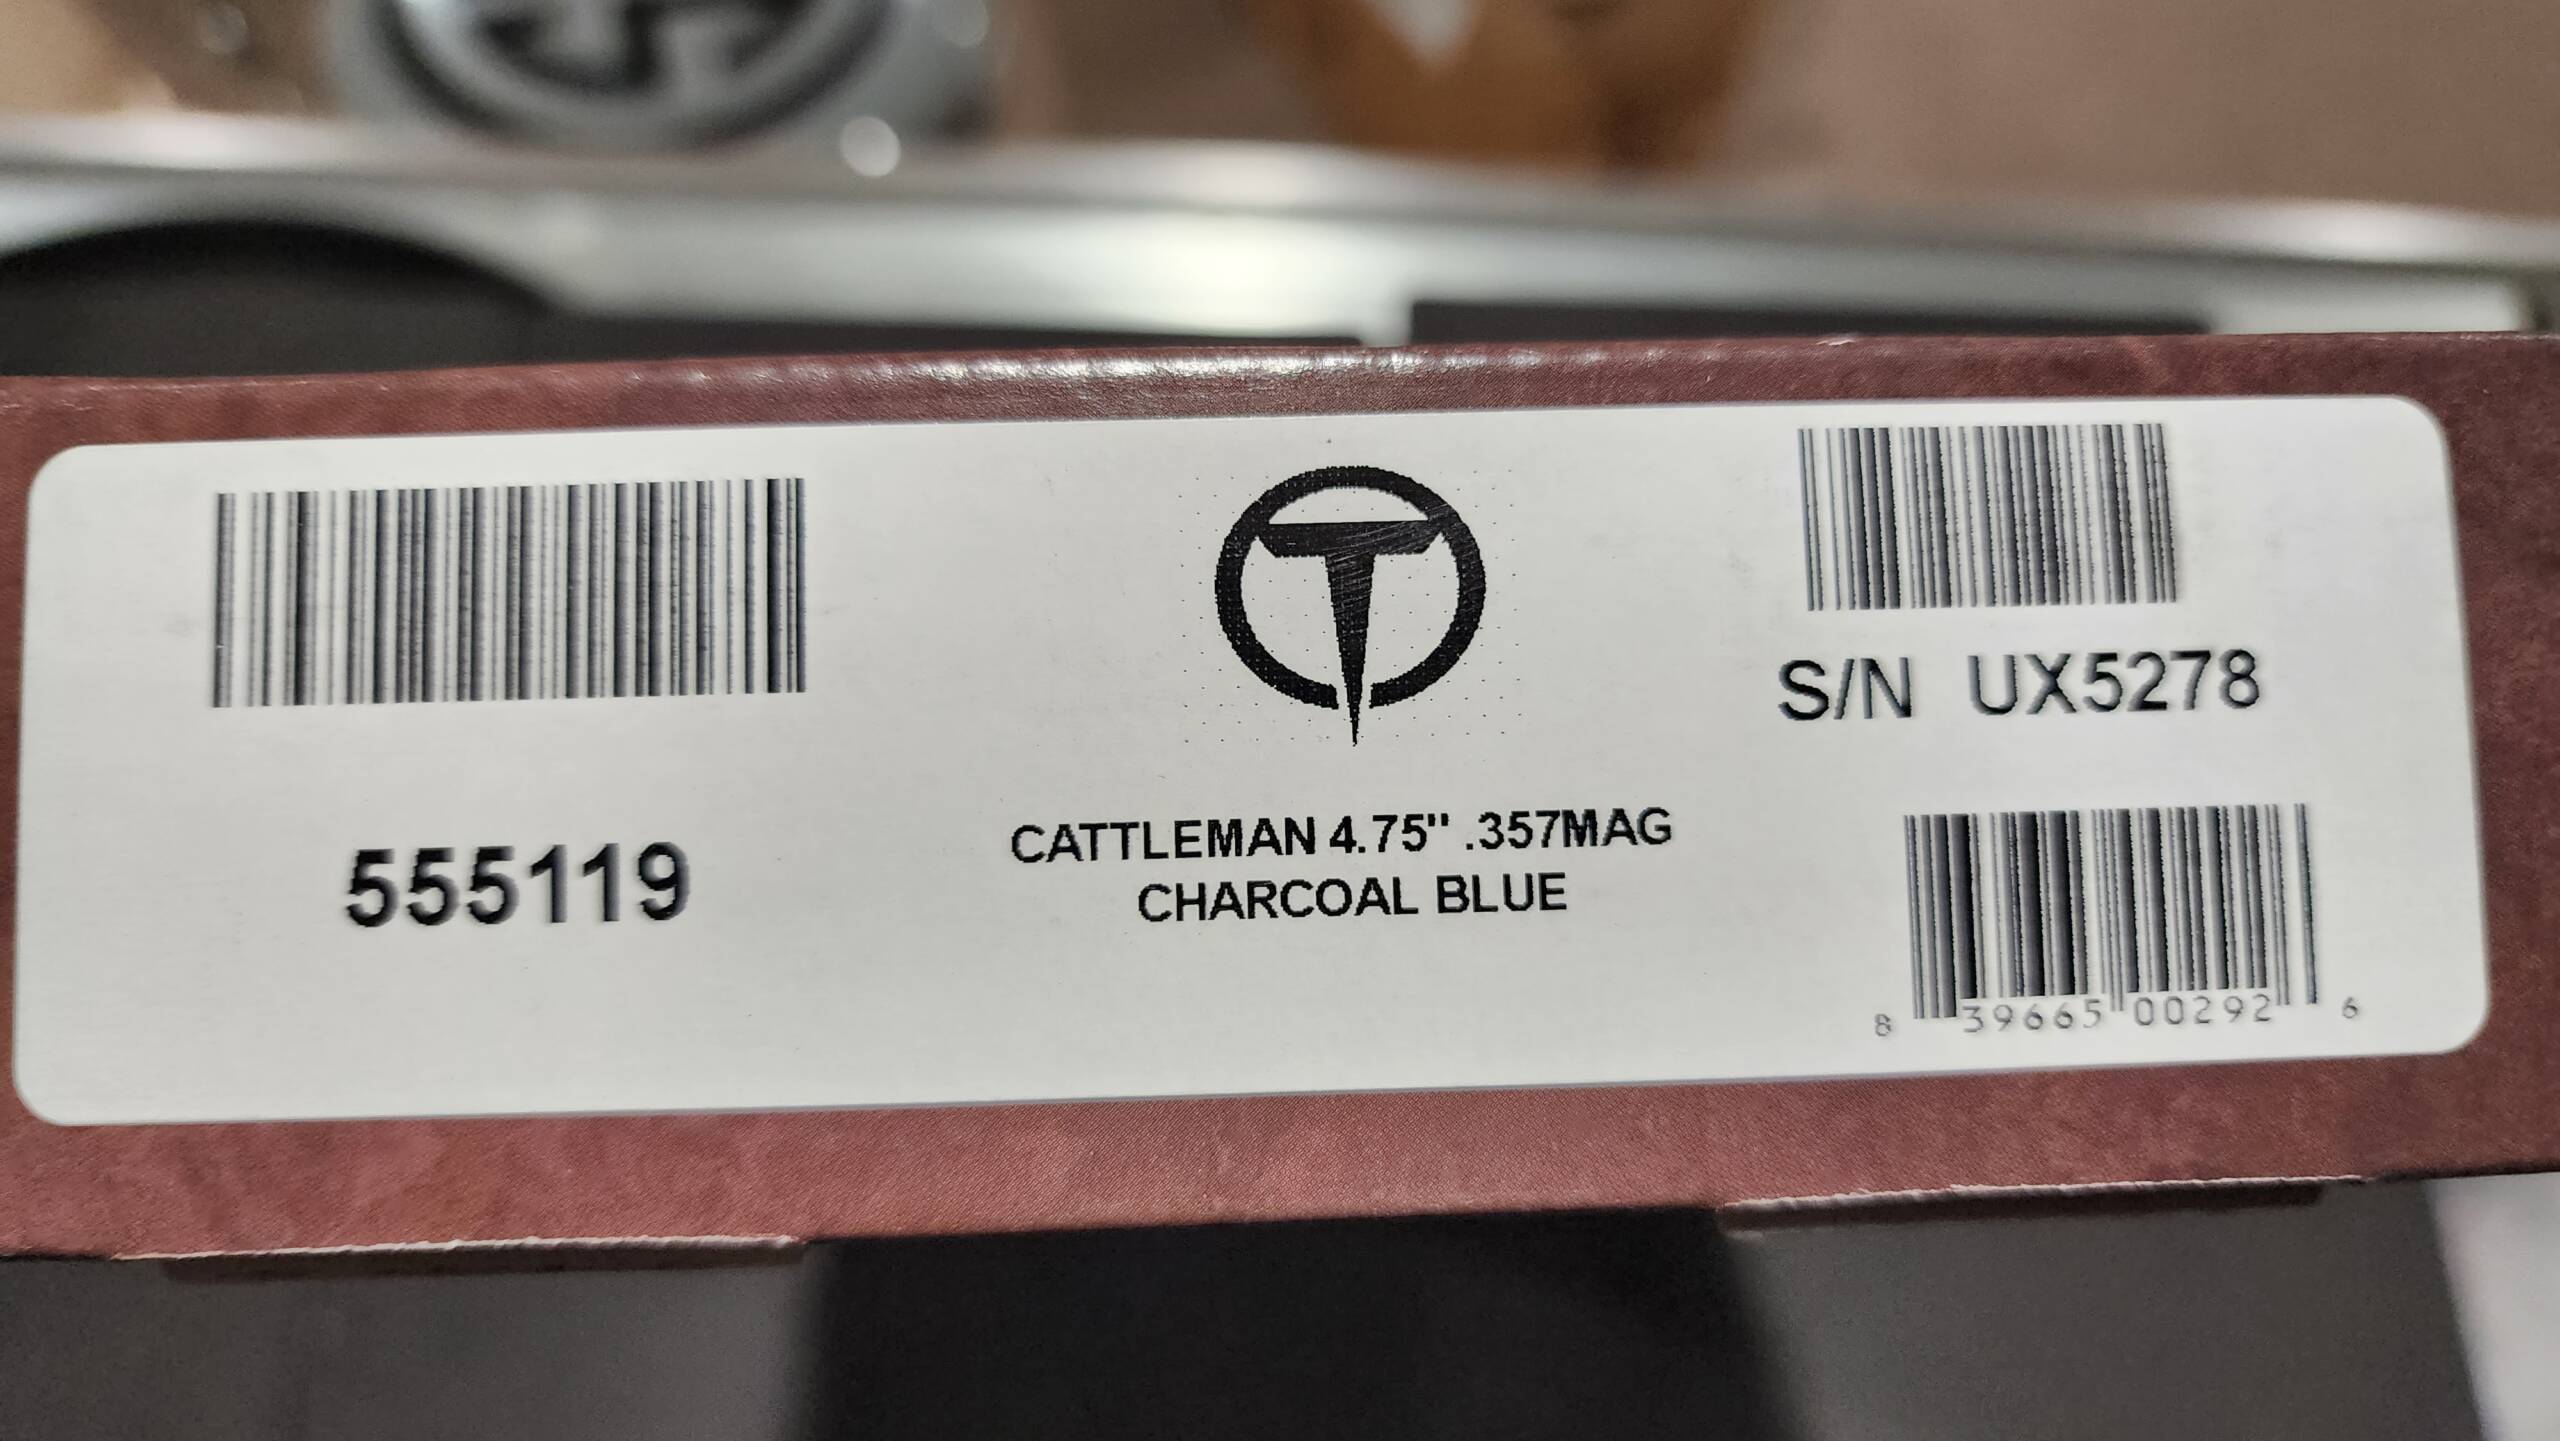 555119
CATTLEMAN 4.75" .357MAG
CHARCOAL BLUE
S/N UX5278
8 39665 00292 6